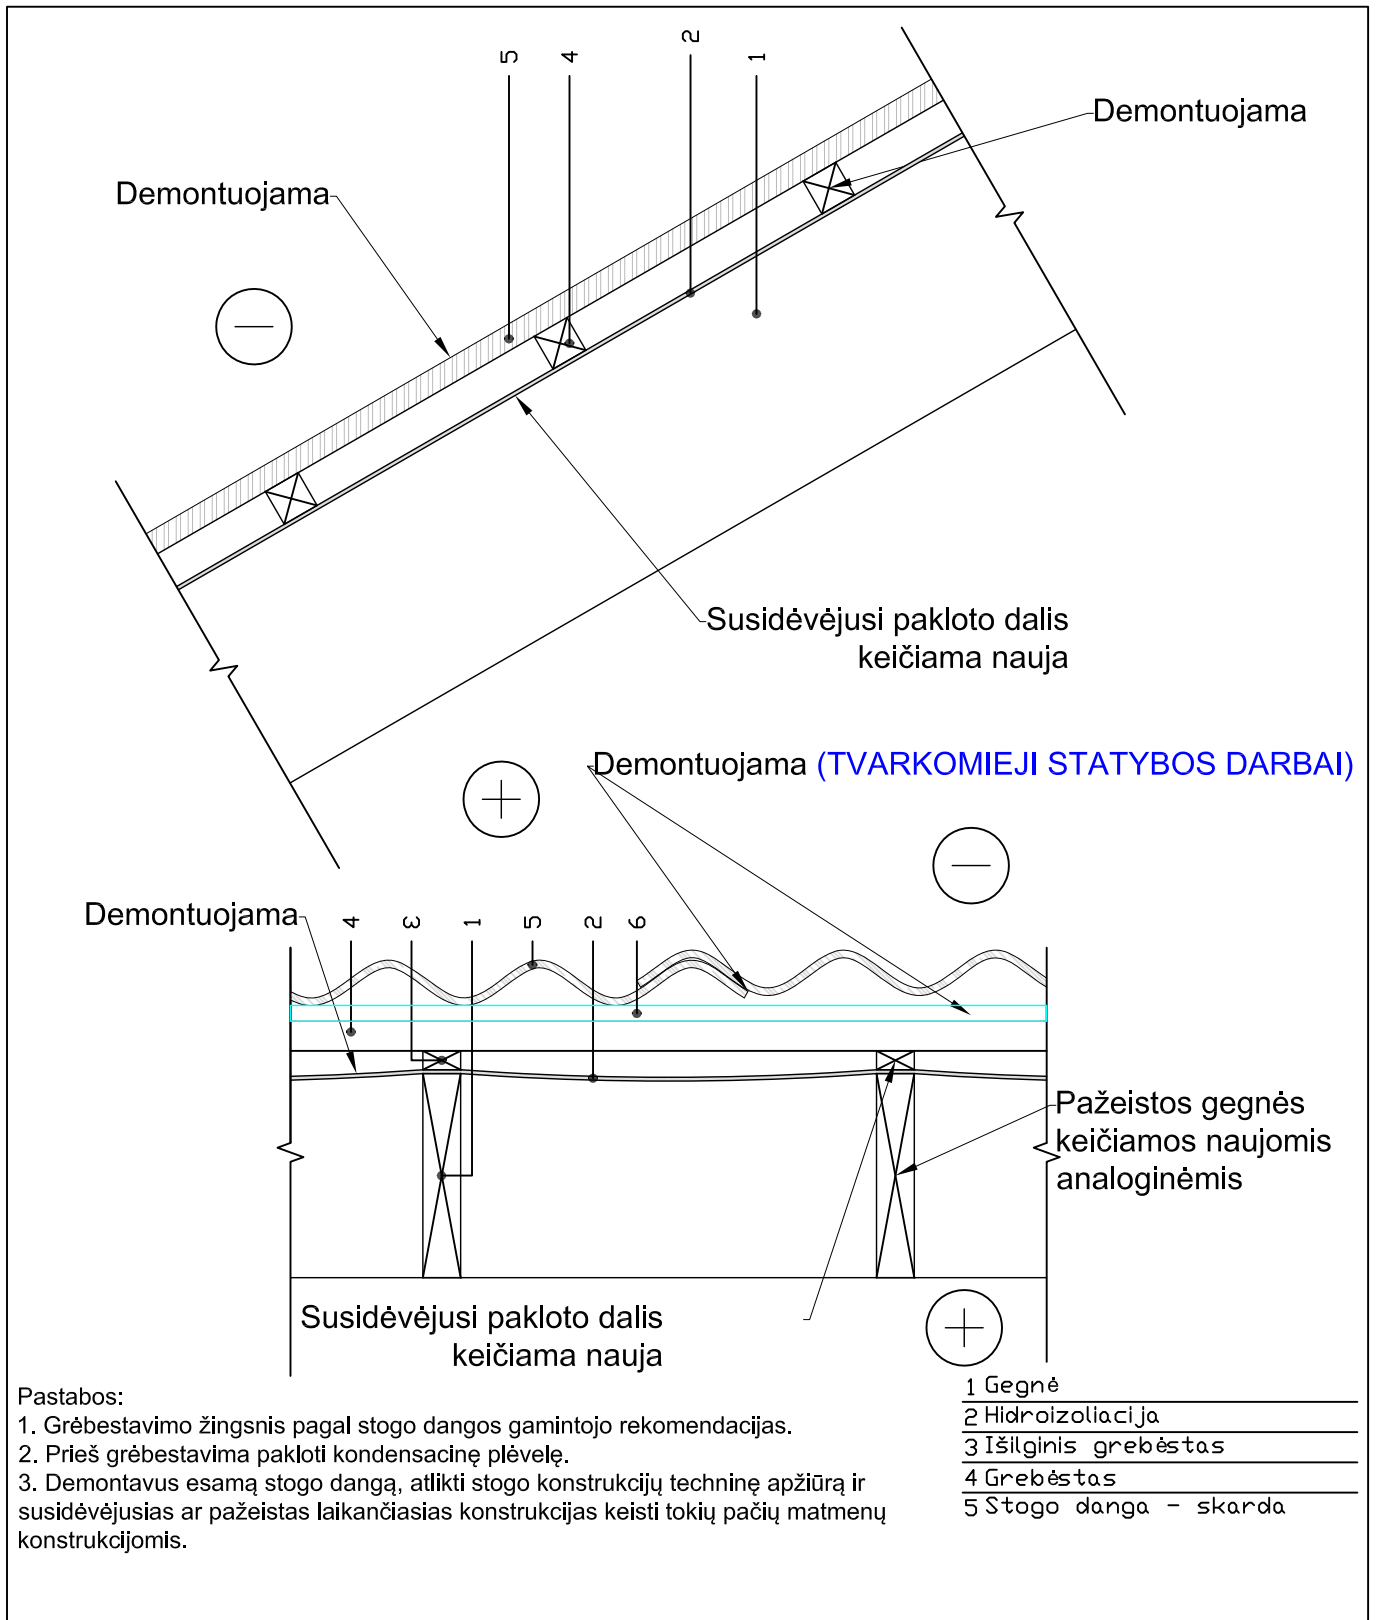 5 4 2 1
Demontuojama
Demontuojama
Susidėvėjusi pakloto dalis
keičiama nauja
Demontuojama (TVARKOMIEJI STATYBOS DARBAI)
Demontuojama
4 3 1 5 2 6
Pažeistos gegnės
keičiamos naujomis
analoginėmis
Susidėvėjusi pakloto dalis
keičiama nauja
Pastabos:
1. Grėbestavimo žingsnis pagal stogo dangos gamintojo rekomendacijas.
2. Prieš grėbestavima pakloti kondensacinę plėvelę.
3. Demontavus esamą stogo dangą, atlikti stogo konstrukcijų techninę apžiūrą ir
susidėvėjusias ar pažeistas laikančiasias konstrukcijas keisti tokių pačių matmenų
konstrukcijomis.
1 Gegnė
2 Hidroizoliacija
3 Išilginis grebėstas
4 Grebėstas
5 Stogo danga - skarda